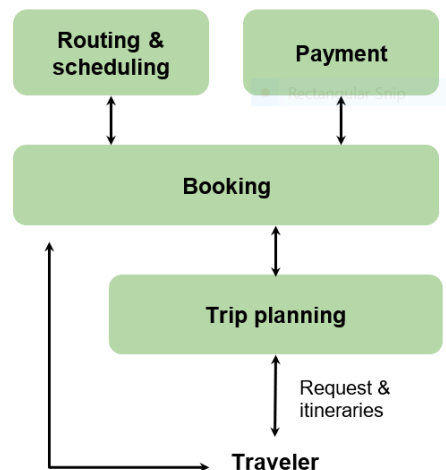 Routing &
scheduling
Payment
Rectangular Snip
Booking
Trip planning
Request &
itineraries
Traveler